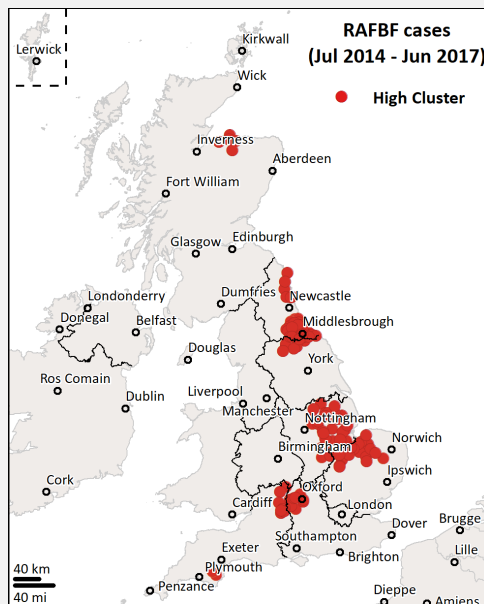 RAFBF cases
(Jul 2014 - Jun 2017)
High Cluster
Lerwick
Kirkwall
Wick
Inverness
Aberdeen
Fort William
Glasgow
Edinburgh
Dumfries
Newcastle
Londonderry
Donegal
Belfast
Middlesbrough
Douglas
York
Ros Comain
Dublin
Liverpool
Manchester
Nottingham
Norwich
Birmingham
Ipswich
Cork
Cardiff
Oxford
London
Dover
Brugge
Southampton
Exeter
Brighton
Lille
Plymouth
Penzance
Dieppe
Amiens
40 km
40 mi